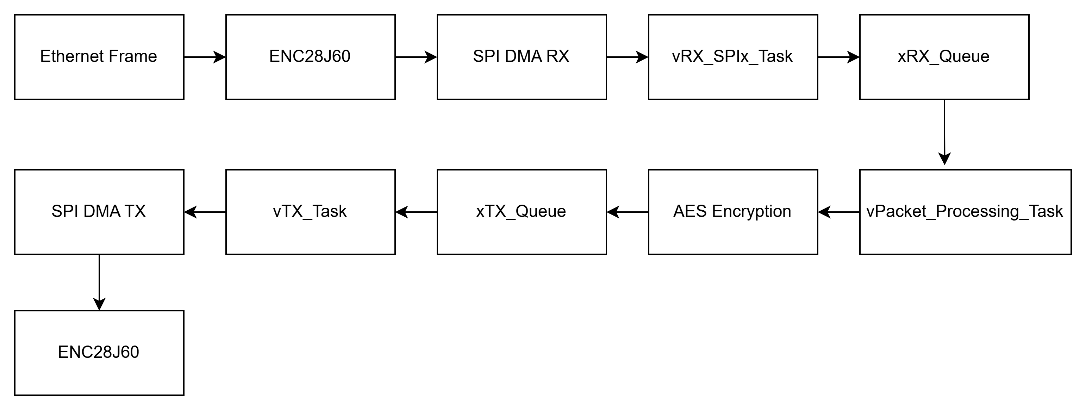 Ethernet Frame
ENC28J60
SPI DMA RX
vRX_SPIx_Task
xRX_Queue
vPacket_Processing_Task
AES Encryption
xTX_Queue
vTX_Task
SPI DMA TX
ENC28J60